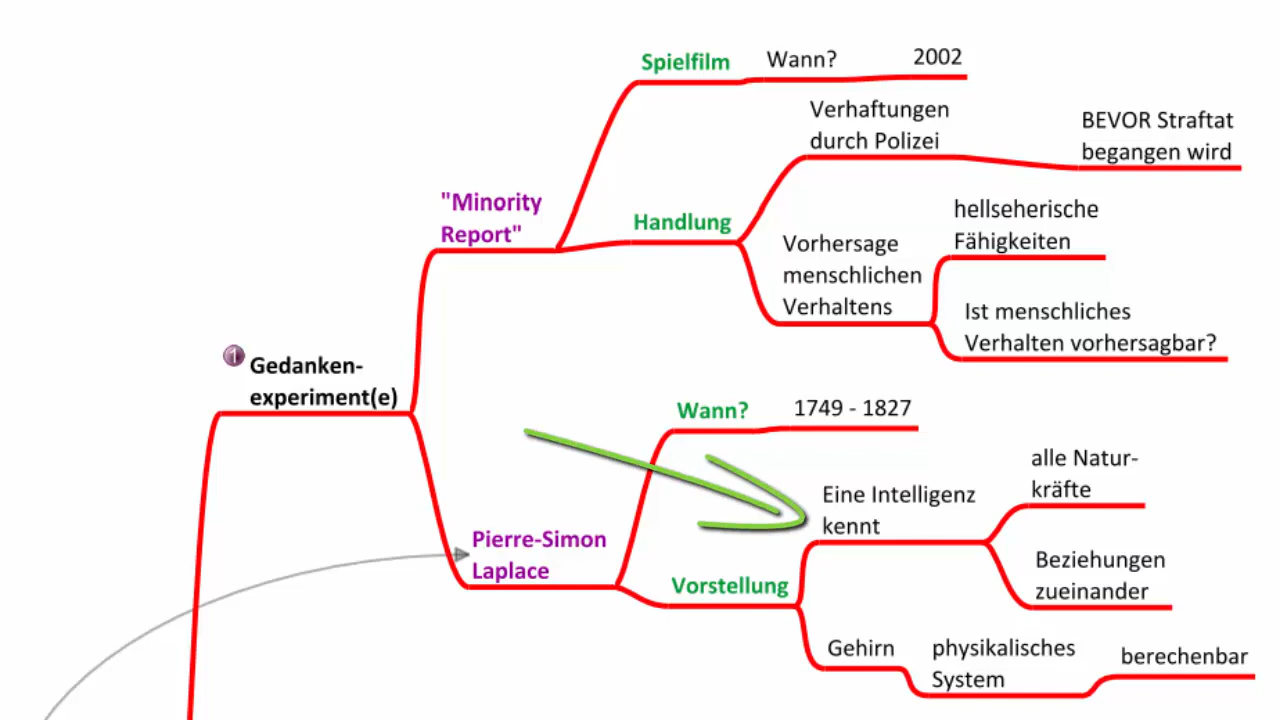 Spielfilm
Wann?
2002
Verhaftungen
durch Polizei
BEVOR Straftat
begangen wird
"Minority
Report"
Handlung
Vorhersage
menschlichen
Verhaltens
hellseherische
Fähigkeiten
Ist menschliches
Verhalten vorhersagbar?
1
Gedanken-
experiment(e)
Wann?
1749 - 1827
Pierre-Simon
Laplace
Vorstellung
Eine Intelligenz
kennt
alle Natur-
kräfte
Beziehungen
zueinander
Gehirn
physikalisches
System
berechenbar